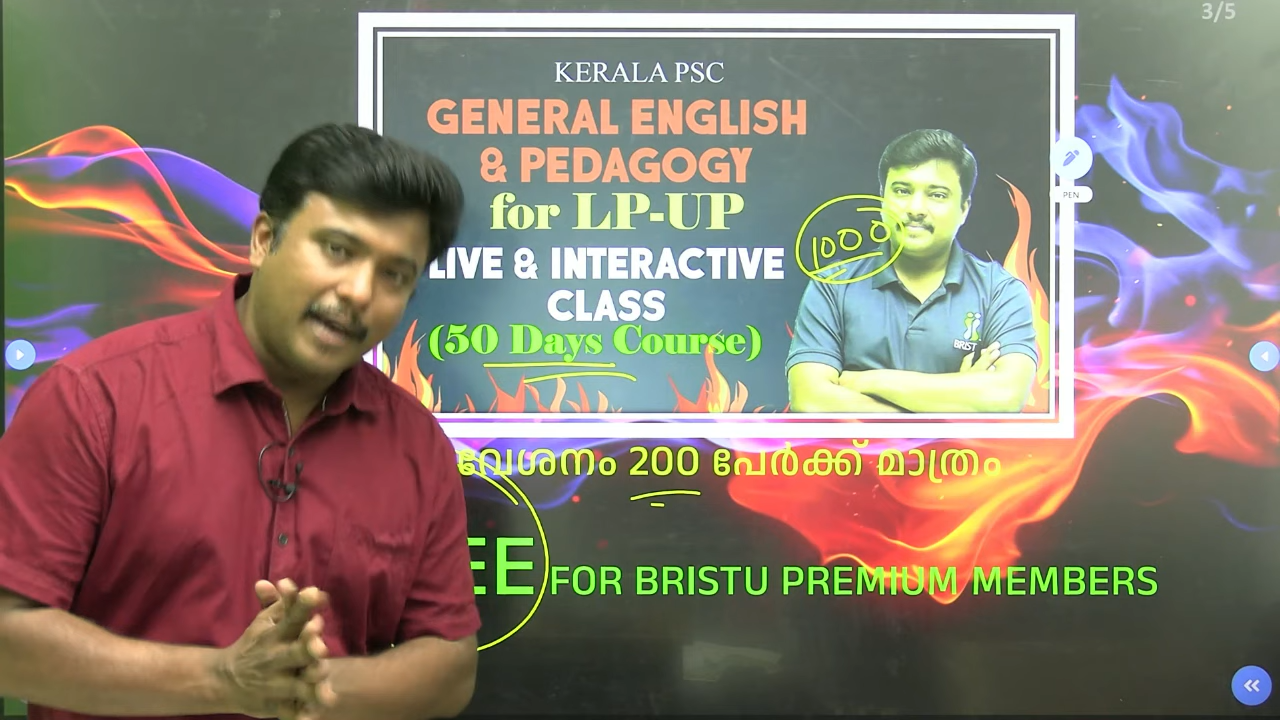 3/5
KERALA PSC
GENERAL ENGLISH
& PEDAGOGY
for LP-UP
LIVE & INTERACTIVE
CLASS
(50 Days Course)
1000
BRIST
PEN
200 പേർക്ക് മാത്രം
FOR BRISTU PREMIUM MEMBERS